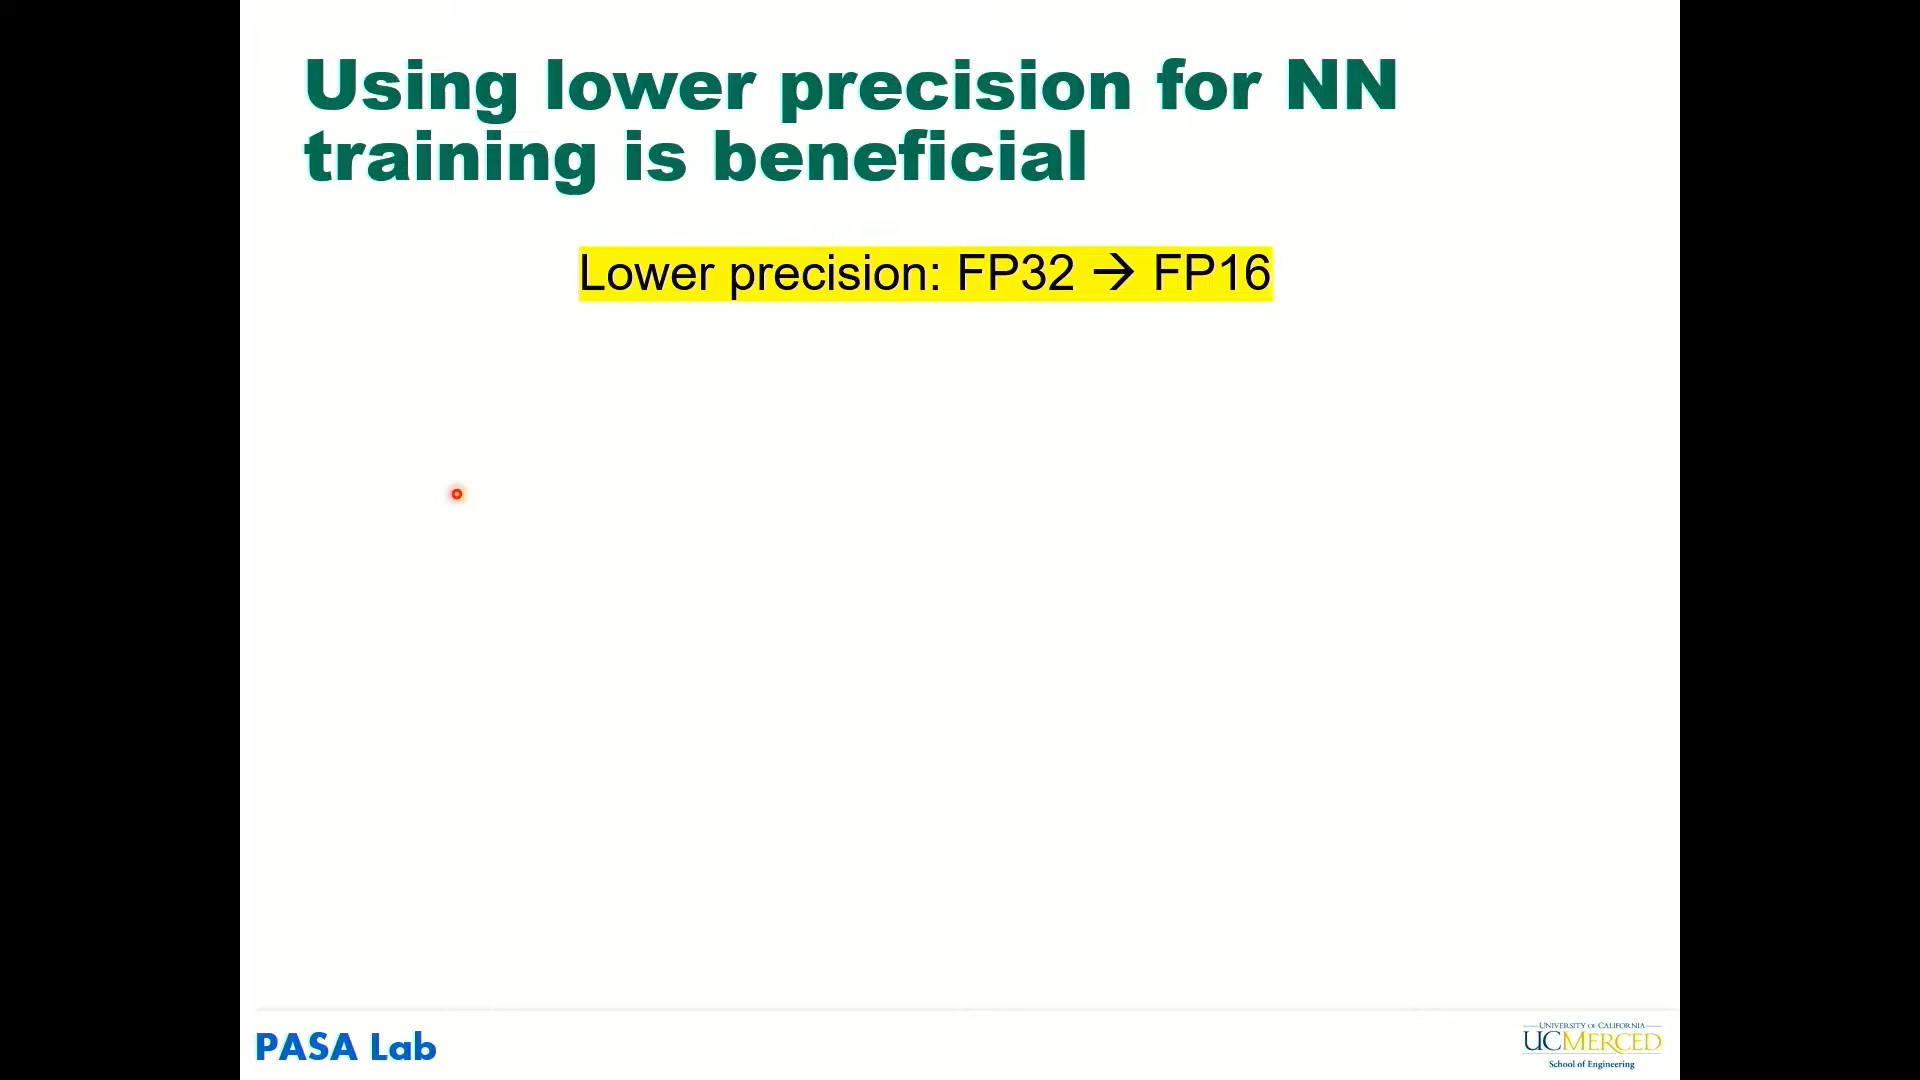 Using lower precision for NN
training is beneficial
Lower precision: FP32 → FP16
PASA Lab
UNIVERSITY OF CALIFORNIA
UCMERCED
School of Engineering